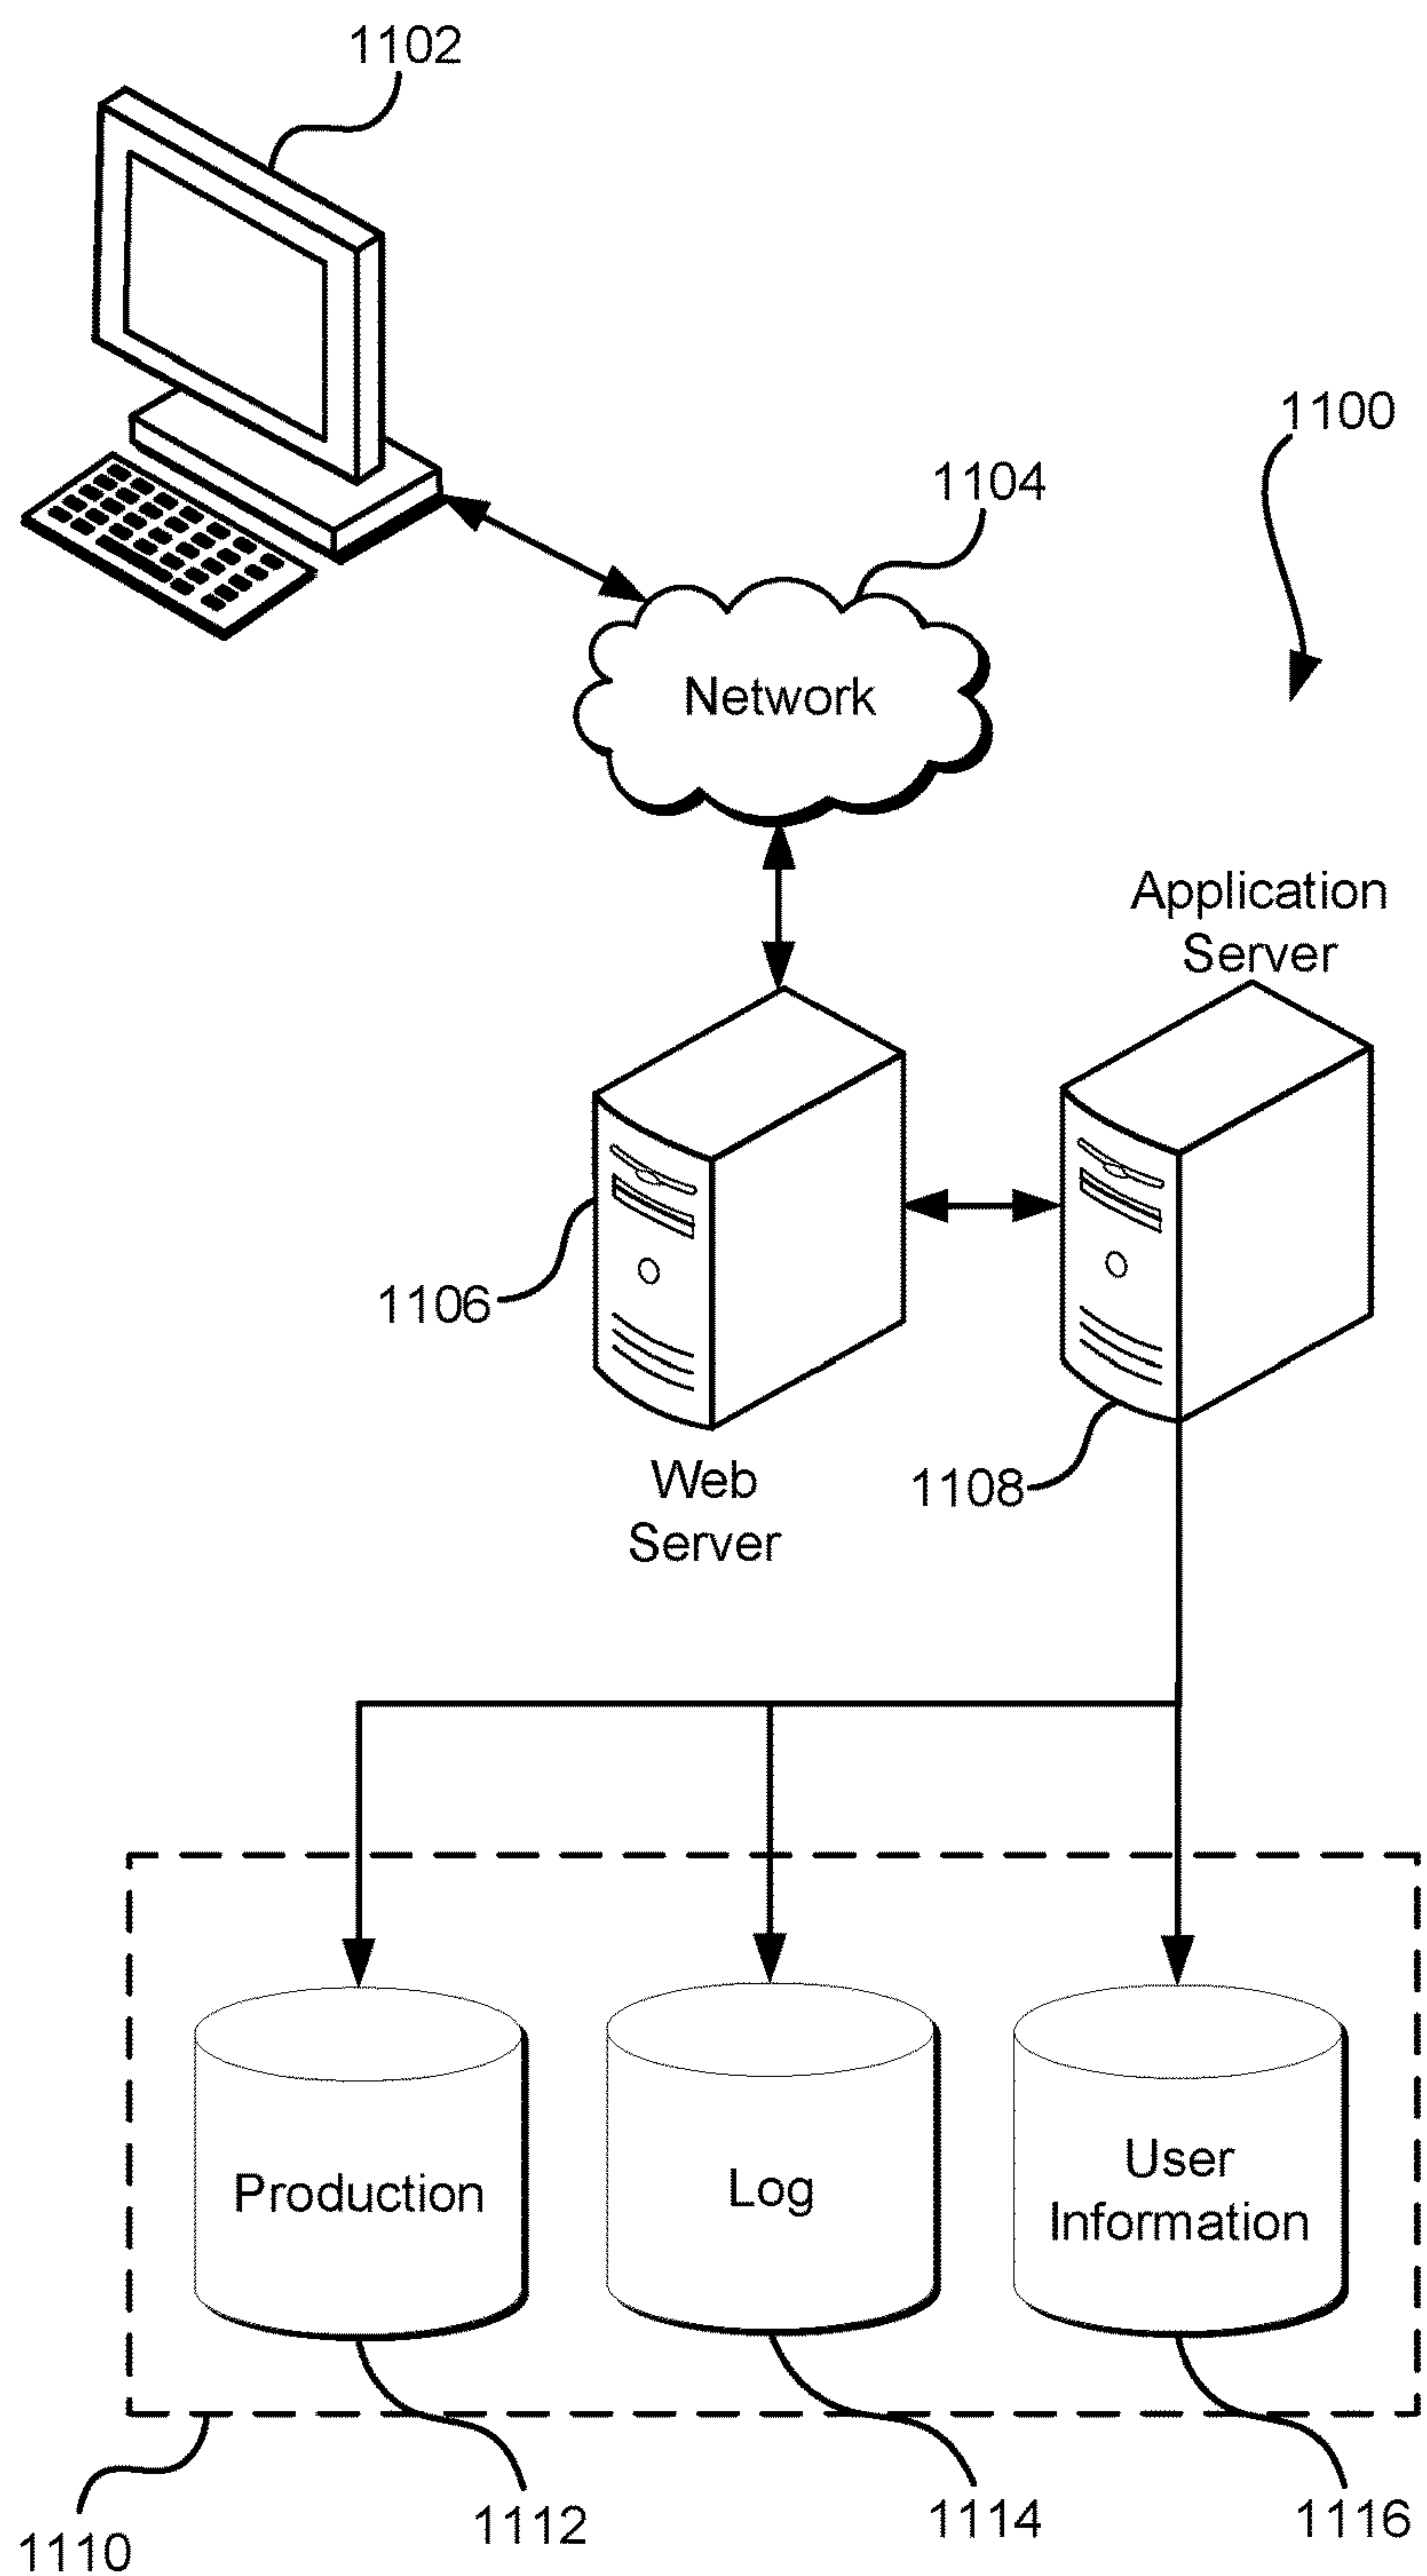 1102
1100
1104
Network
Application
Server
1106
1108
Web
Server
Production
Log
User
Information
1110
1112
1114
1116